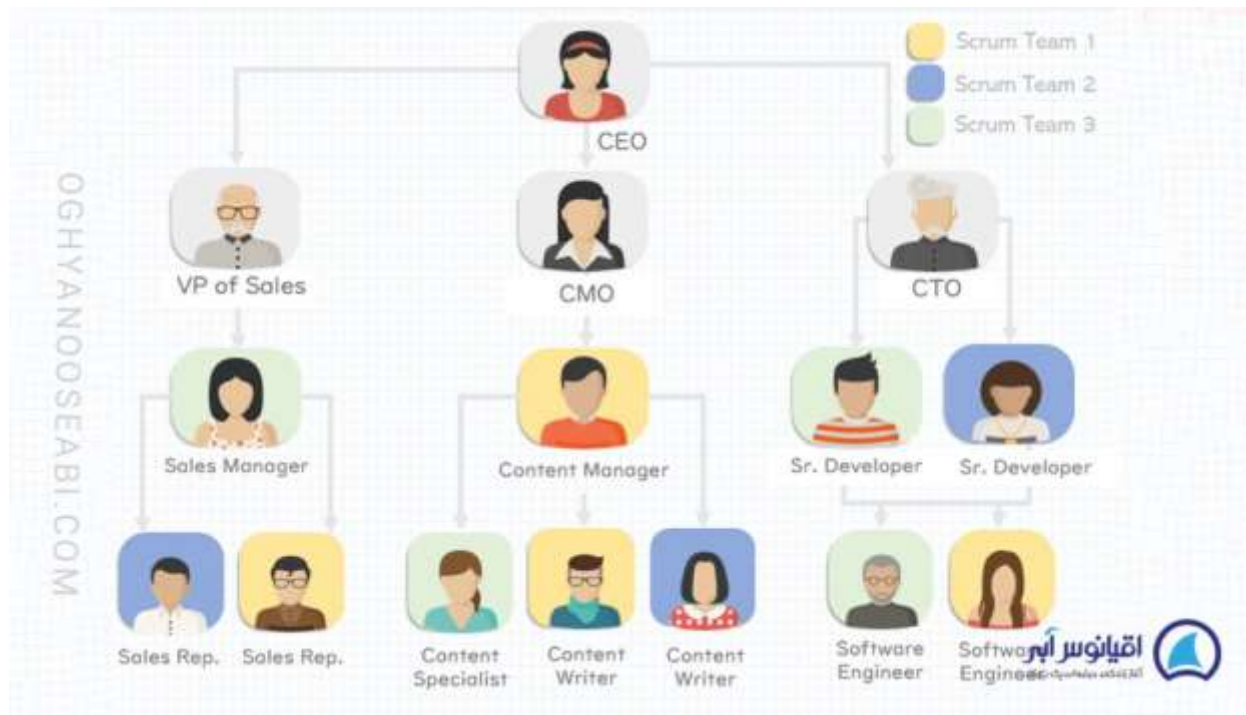 Scrum Team 1
Scrum Team 2
Scrum Team 3
CEO
OGHYANOOSEABI.COM
VP of Sales
CMO
CTO
Sales Manager
Content Manager
Sr. Developer
Sr. Developer
Sales Rep.
Sales Rep.
Content
Specialist
Content
Writer
Content
Writer
Software
Engineer
Software
Engineer
اقیانوس آبی